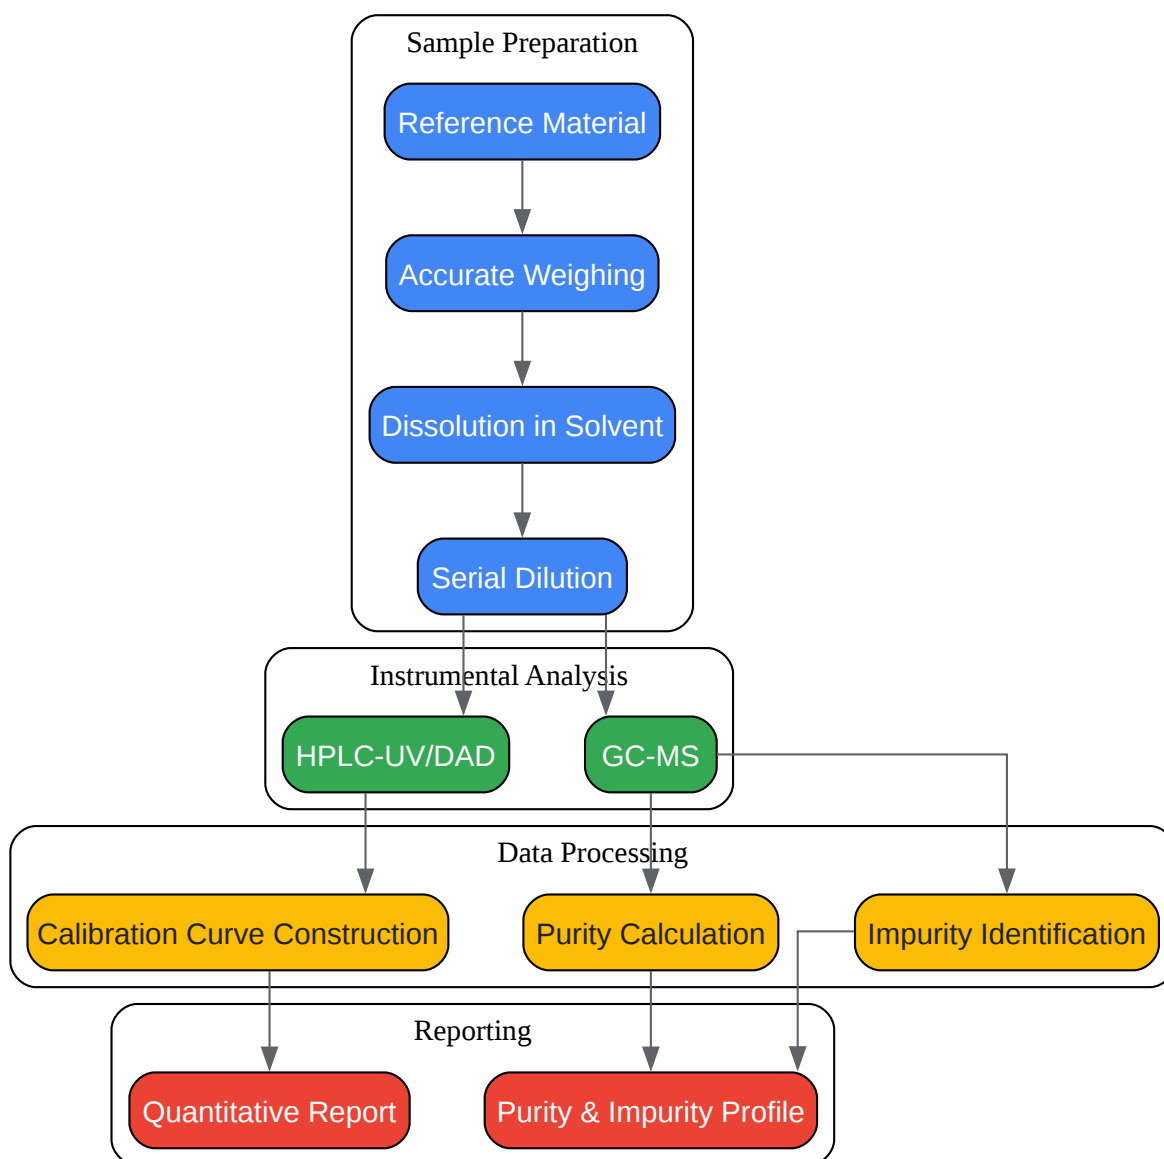 Sample Preparation
Reference Material
Accurate Weighing
Dissolution in Solvent
Serial Dilution
Instrumental Analysis
HPLC-UV/DAD
GC-MS
Data Processing
Calibration Curve Construction
Purity Calculation
Impurity Identification
Reporting
Quantitative Report
Purity & Impurity Profile